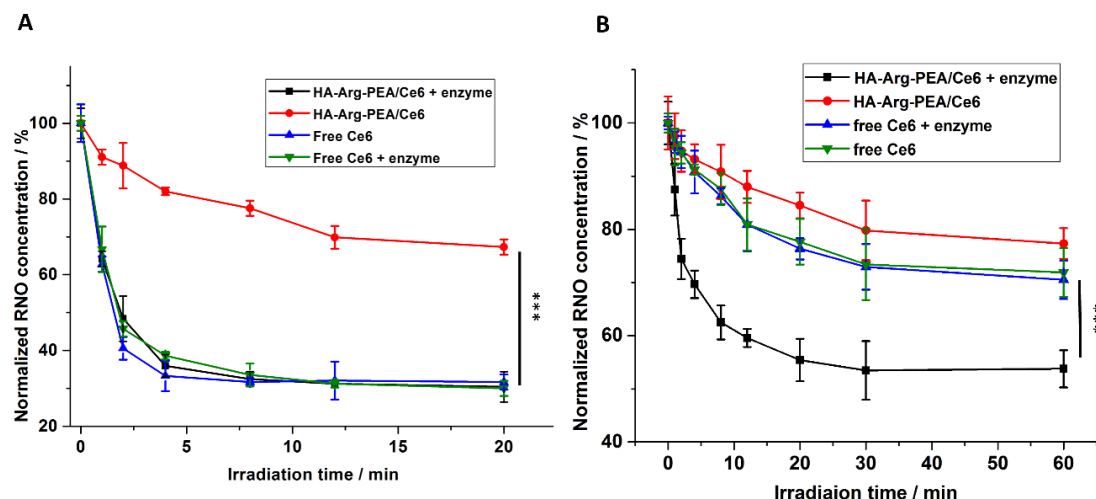 A
HA-Arg-PEA/Ce6 + enzyme
HA-Arg-PEA/Ce6
Free Ce6
Free Ce6 + enzyme
Normalized RNO concentration / %
100
80
60
40
20
***
0
5
10
15
20
Irradiation time / min
B
HA-Arg-PEA/Ce6 + enzyme
HA-Arg-PEA/Ce6
free Ce6 + enzyme
free Ce6
Normalized RNO concentration / %
100
80
60
40
***
0
10
20
30
40
50
60
Irradiaion time / min